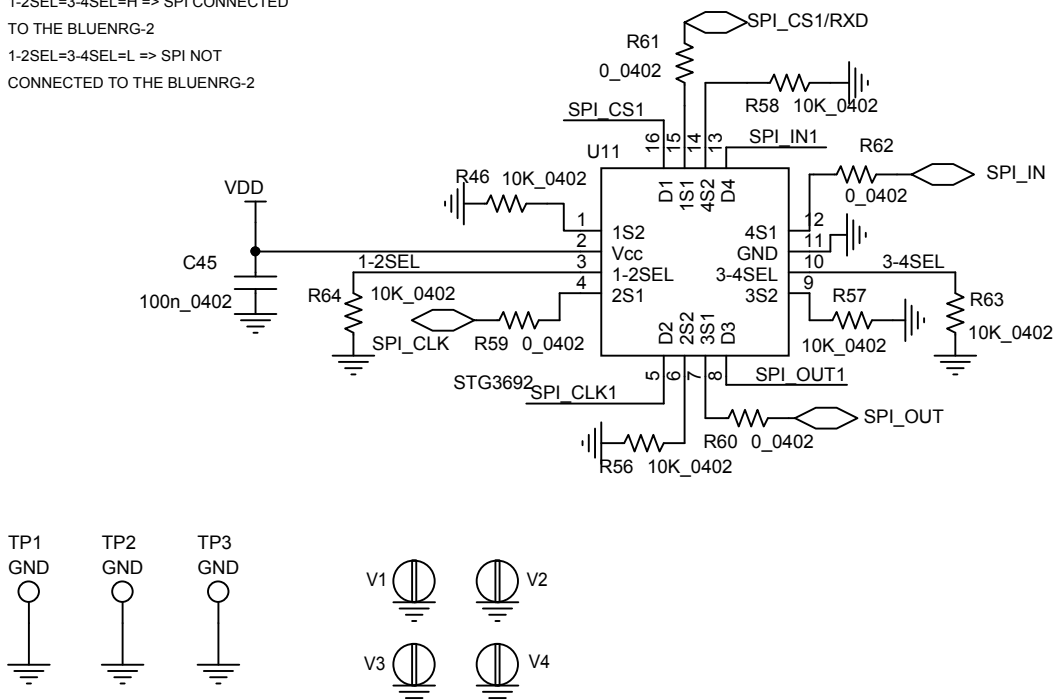 1-2SEL=3-4SEL=H => SPI CONNECTED
TO THE BLUENRG-2
1-2SEL=3-4SEL=L => SPI NOT
CONNECTED TO THE BLUENRG-2
SPI_CS1/RXD
R61
0_0402
R58 10K_0402
SPI_CS1
16
15
14
13
SPI_IN1
U11
R62
0_0402
SPI_IN
R46 10K_0402
D1
1S1
4S2
D4
VDD
1
2
3
4
1S2
Vcc
1-2SEL
2S1
4S1
GND
3-4SEL
3S2
12
11
10
9
C45
100n_0402
1-2SEL
R64
10K_0402
SPI_CLK
R59 0_0402
3-4SEL
R57
10K_0402
R63
10K_0402
D2
2S2
3S1
D3
STG3692
SPI_CLK1
5
6
7
8
SPI_OUT1
R60 0_0402
SPI_OUT
R56 10K_0402
TP1
GND
TP2
GND
TP3
GND
V1
V2
V3
V4